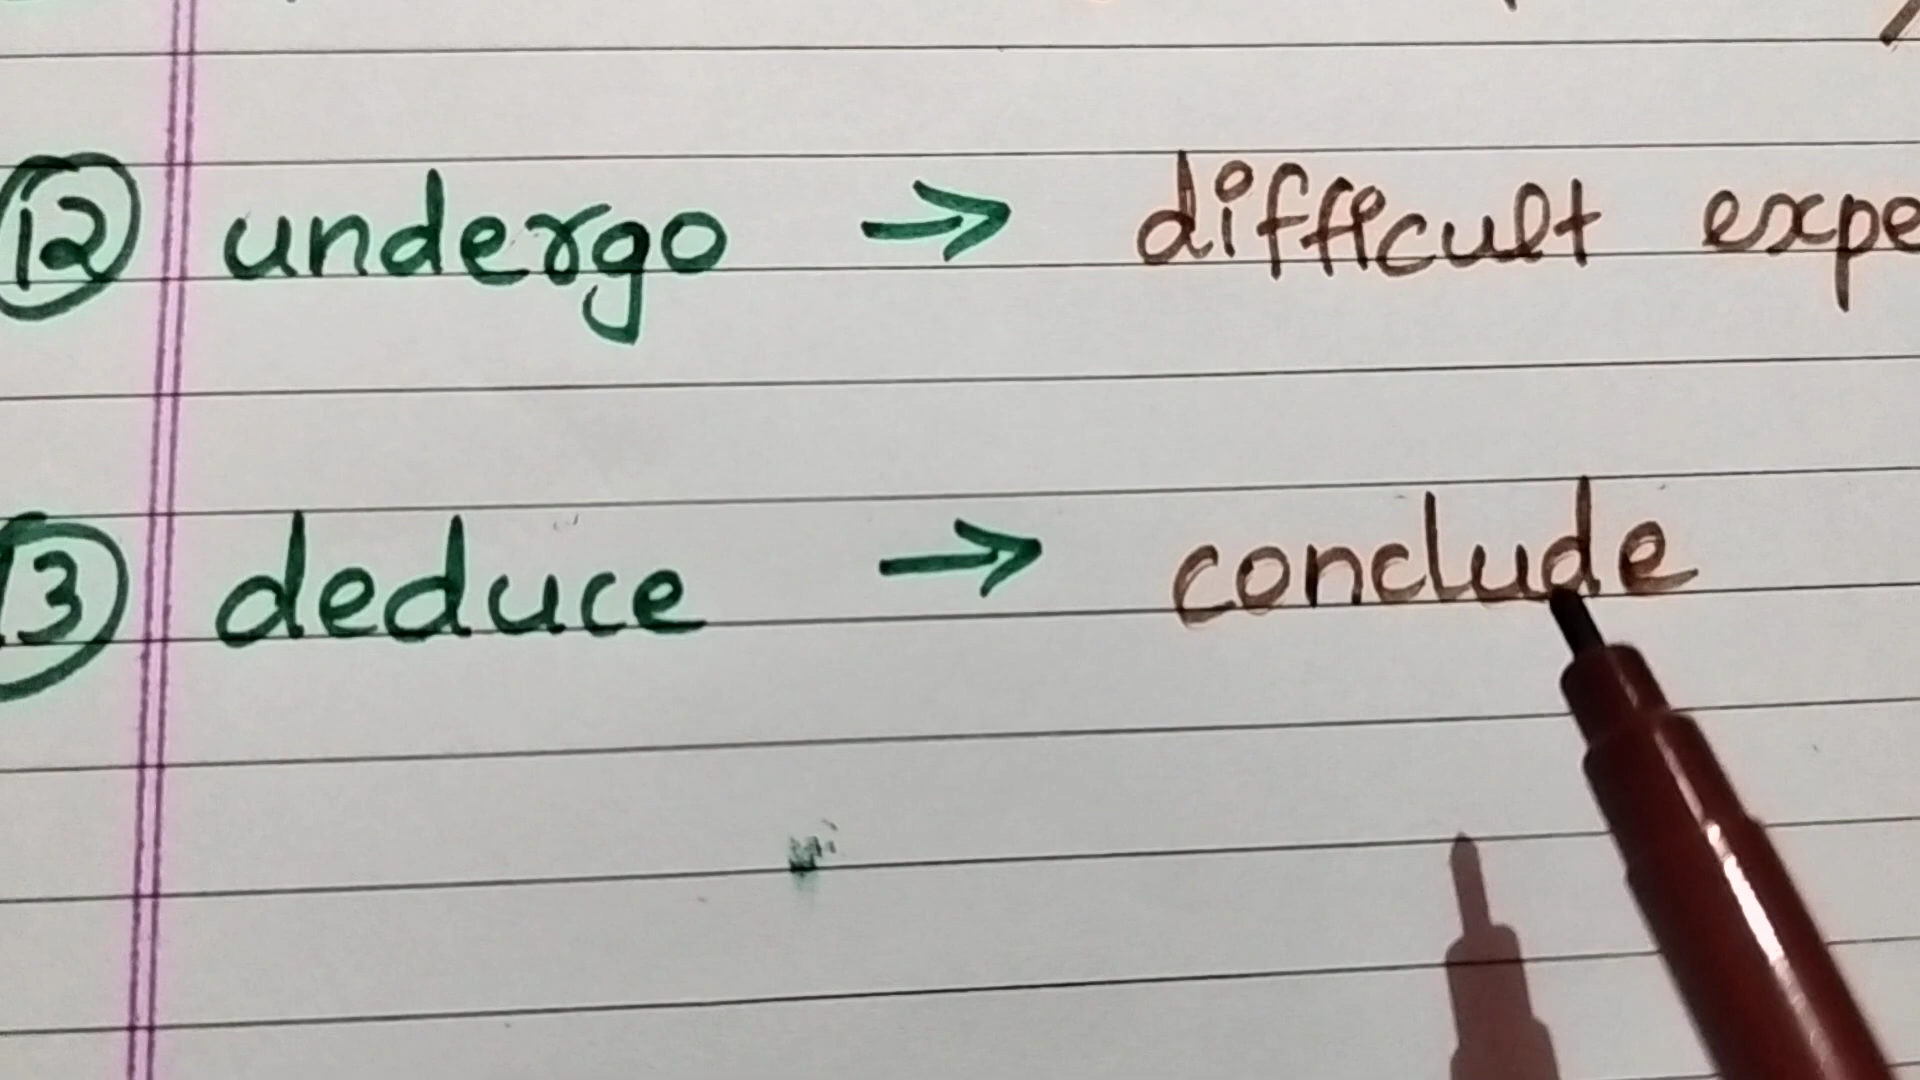 12 undergo → difficult expe
13 deduce → conclude